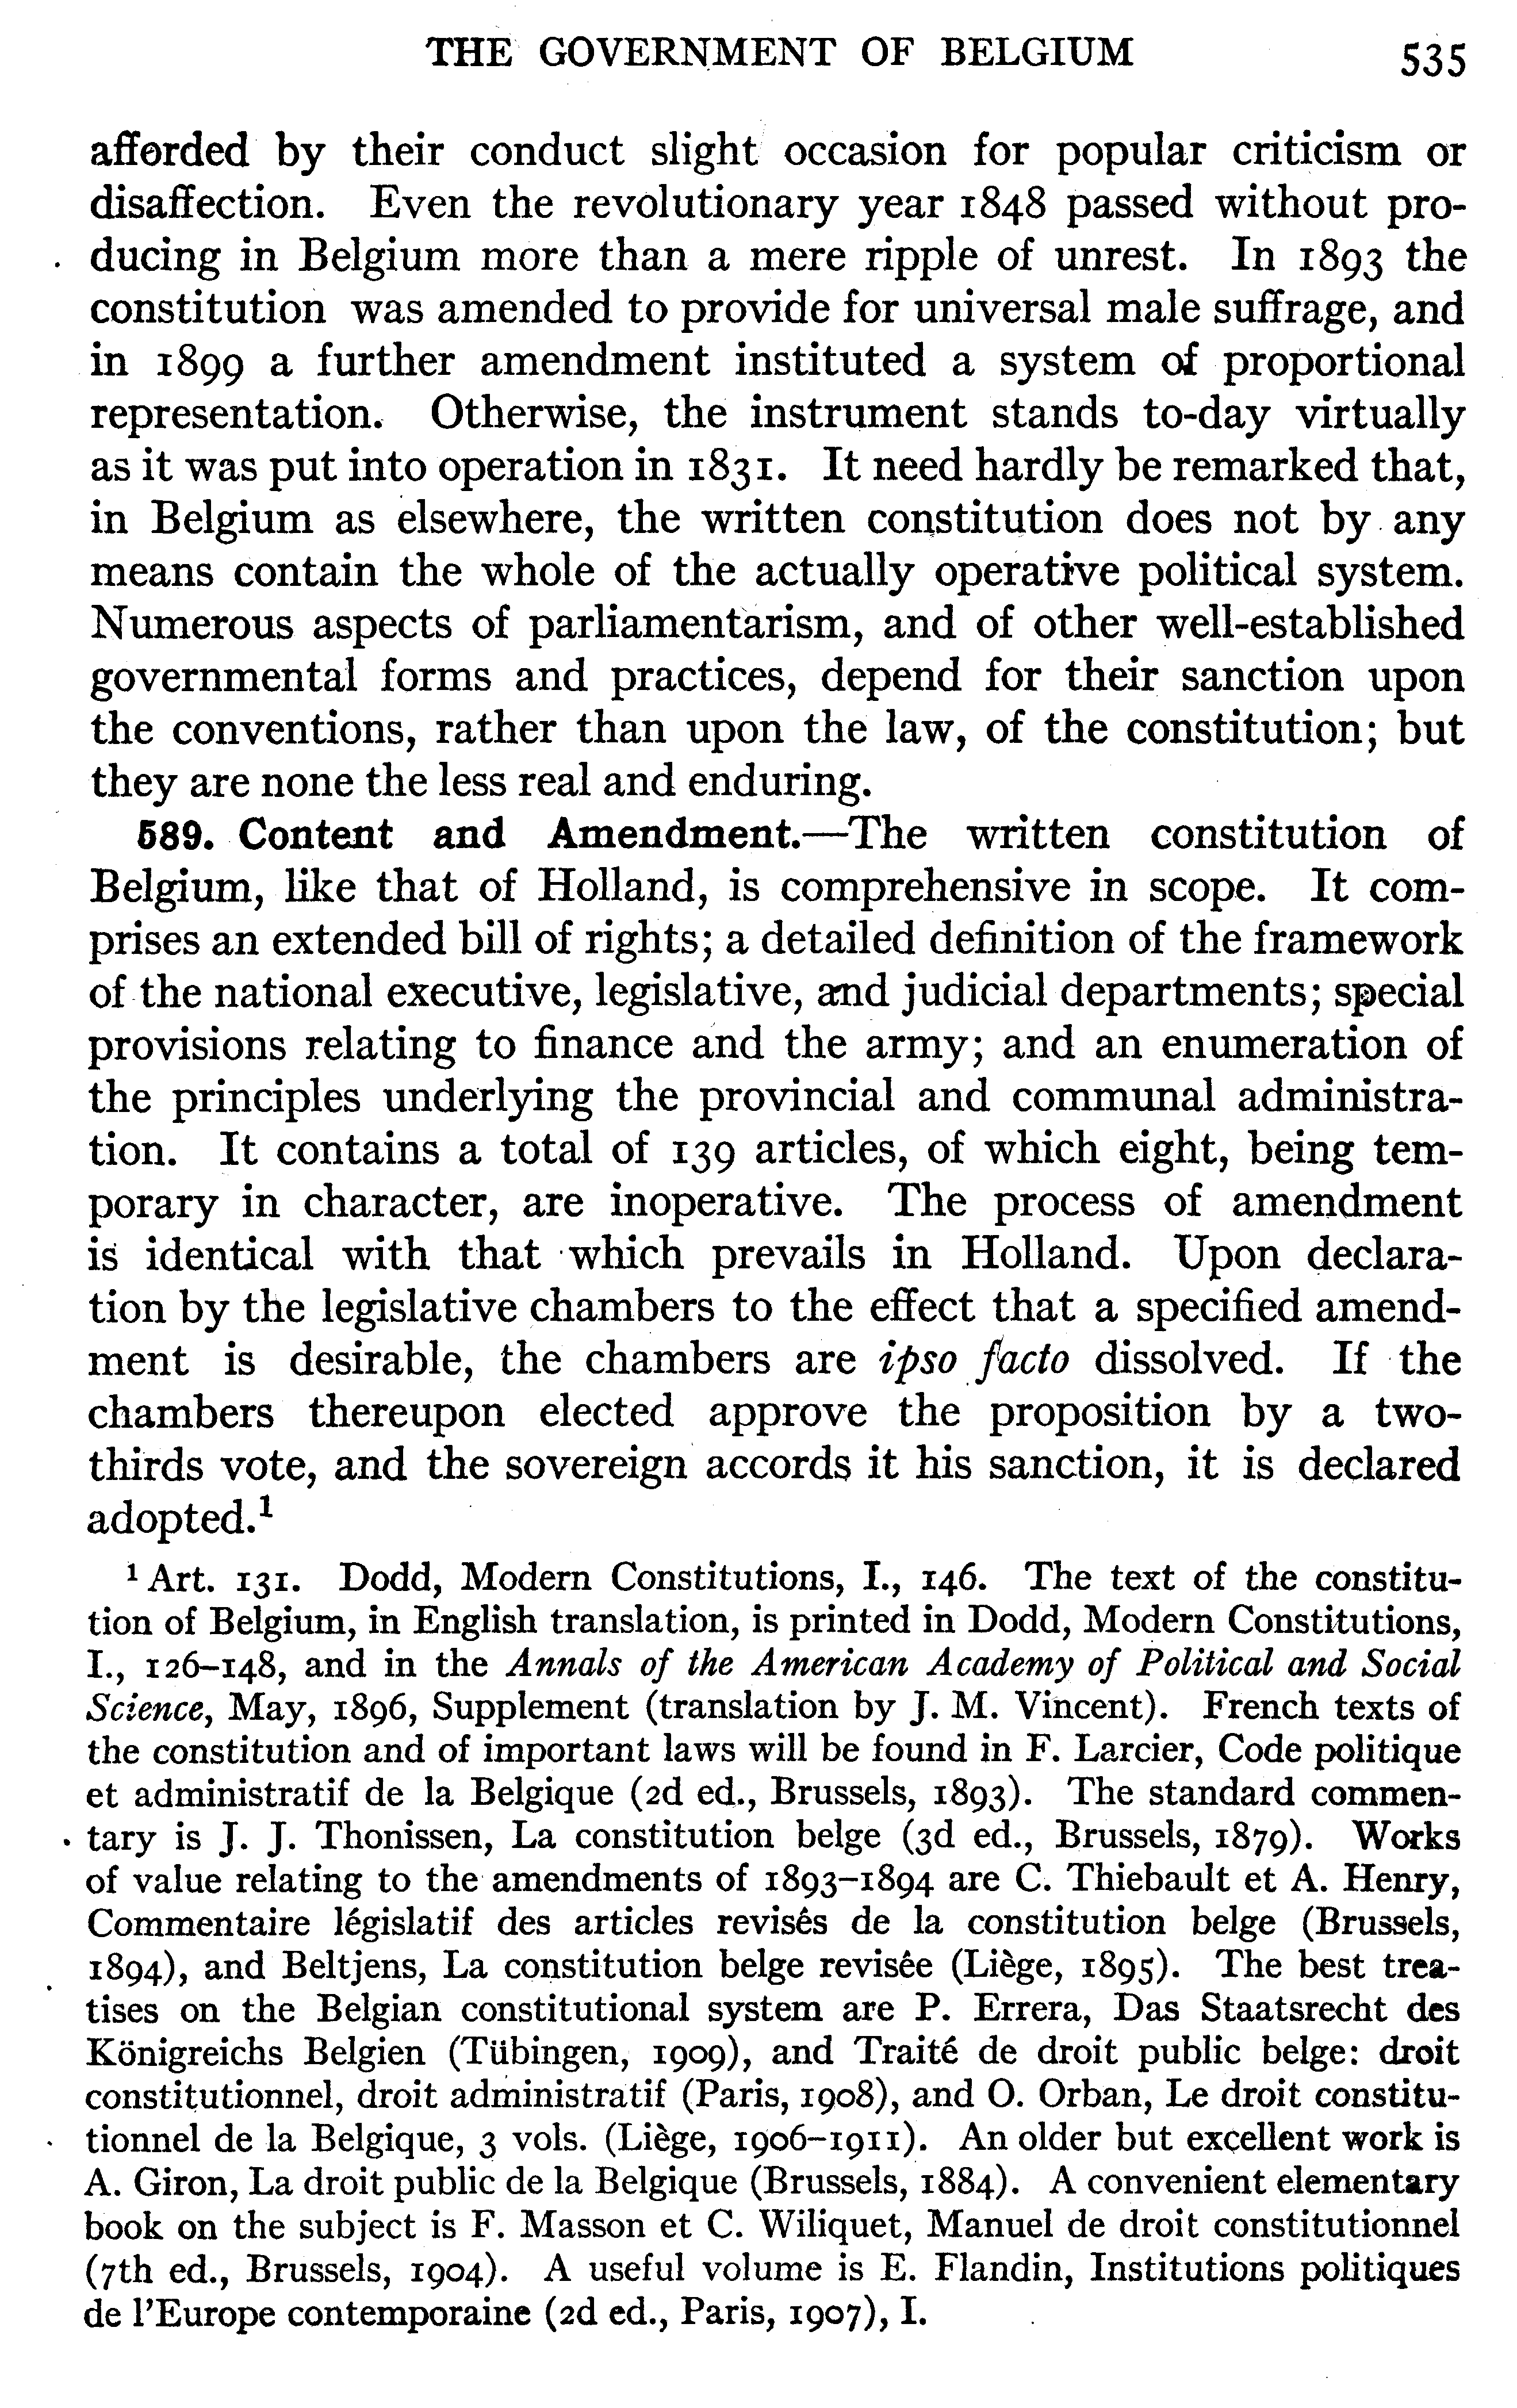 THE GOVERNMENT OF BELGIUM 535
afforded by their conduct slight occasion for popular criticism or
disaffection. Even the revolutionary year 1848 passed without pro-
ducing in Belgium more than a mere ripple of unrest. In 1893 the
constitution was amended to provide for universal male suffrage, and
in 1899 a further amendment instituted a system of proportional
representation. Otherwise, the instrument stands to-day virtually
as it was put into operation in 1831. It need hardly be remarked that,
in Belgium as elsewhere, the written constitution does not by any
means contain the whole of the actually operative political system.
Numerous aspects of parliamentarism, and of other well-established
governmental forms and practices, depend for their sanction upon
the conventions, rather than upon the law, of the constitution; but
they are none the less real and enduring.
589. Content and Amendment.—The written constitution of
Belgium, like that of Holland, is comprehensive in scope. It com-
prises an extended bill of rights; a detailed definition of the framework
of the national executive, legislative, and judicial departments; special
provisions relating to finance and the army; and an enumeration of
the principles underlying the provincial and communal administra-
tion. It contains a total of 139 articles, of which eight, being tem-
porary in character, are inoperative. The process of amendment
is identical with that which prevails in Holland. Upon declara-
tion by the legislative chambers to the effect that a specified amend-
ment is desirable, the chambers are ipso facto dissolved. If the
chambers thereupon elected approve the proposition by a two-
thirds vote, and the sovereign accords it his sanction, it is declared
adopted.¹
¹ Art. 131. Dodd, Modern Constitutions, I., 146. The text of the constitu-
tion of Belgium, in English translation, is printed in Dodd, Modern Constitutions,
I., 126–148, and in the Annals of the American Academy of Political and Social
Science, May, 1896, Supplement (translation by J. M. Vincent). French texts of
the constitution and of important laws will be found in F. Larcier, Code politique
et administratif de la Belgique (2d ed., Brussels, 1893). The standard commen-
tary is J. J. Thonissen, La constitution belge (3d ed., Brussels, 1879). Works
of value relating to the amendments of 1893–1894 are C. Thiebault et A. Henry,
Commentaire législatif des articles revisés de la constitution belge (Brussels,
1894), and Beltjens, La constitution belge revisée (Liège, 1895). The best trea-
tises on the Belgian constitutional system are P. Errera, Das Staatsrecht des
Königreichs Belgien (Tübingen, 1909), and Traité de droit public belge: droit
constitutionnel, droit administratif (Paris, 1908), and O. Orban, Le droit constitu-
tionnel de la Belgique, 3 vols. (Liège, 1906–1911). An older but excellent work is
A. Giron, La droit public de la Belgique (Brussels, 1884). A convenient elementary
book on the subject is F. Masson et C. Wiliquet, Manuel de droit constitutionnel
(7th ed., Brussels, 1904). A useful volume is E. Flandin, Institutions politiques
de l'Europe contemporaine (2d ed., Paris, 1907), I.